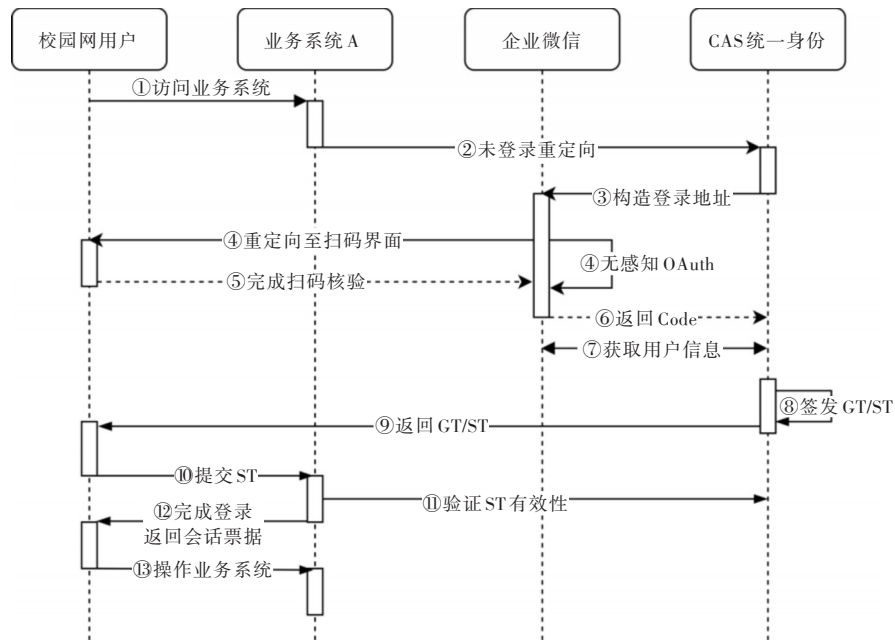 校园网用户
业务系统A
企业微信
CAS统一身份
①访问业务系统
②未登录重定向
③构造登录地址
④重定向至扫码界面
④无感知OAuth
⑤完成扫码核验
⑥返回Code
⑦获取用户信息
⑧签发GT/ST
⑨返回GT/ST
⑩提交ST
⑪验证ST有效性
⑫完成登录
返回会话票据
⑬操作业务系统